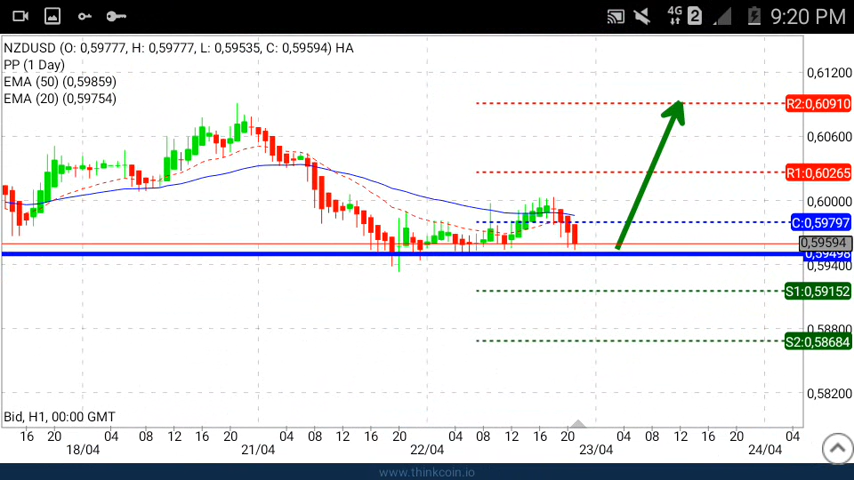 4G 2 9:20 PM
NZDUSD (O: 0,59777, H: 0,59777, L: 0,59535, C: 0,59594) HA
PP (1 Day)
EMA (50) (0,59859)
EMA (20) (0,59754)
0,61200
R2:0,60910
0,60600
R1:0,60265
0,60000
C:0,59797
0,59594
0,59498
0,59400
S1:0,59152
0,58800
S2:0,58684
0,58200
Bid, H1, 00:00 GMT
16 20 04 08 12 16 20 04 08 12 16 20 04 08 12 16 20 04 08 12 16 20 04
18/04 21/04 22/04 23/04 24/04
www.thinkcoin.io